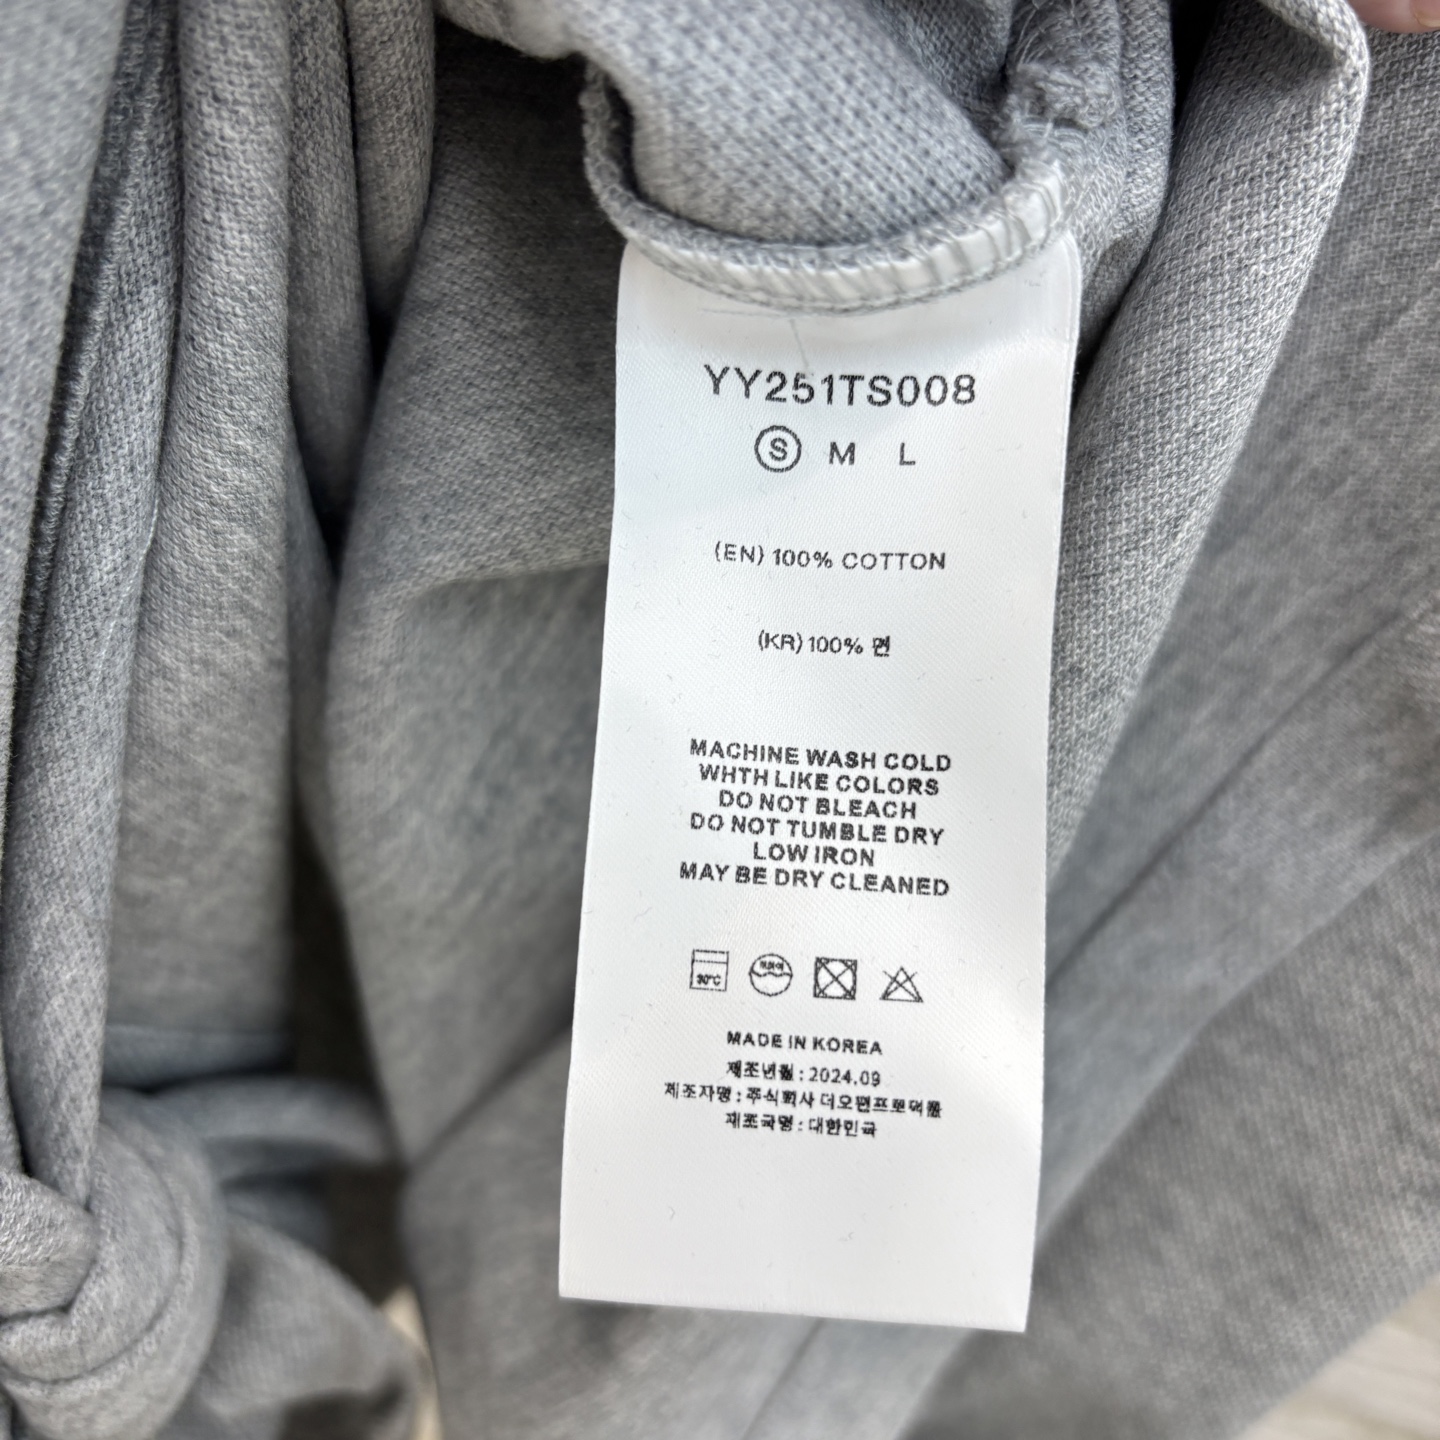 YY251TS008
S M L
(EN) 100% COTTON
(KR) 100% 면
MACHINE WASH COLD
WHTH LIKE COLORS
DO NOT BLEACH
DO NOT TUMBLE DRY
LOW IRON
MAY BE DRY CLEANED
30°C
MADE IN KOREA
제조년월 : 2024.09
제조자명 : 주식회사 더오펀프로덕품
제조국명 : 대한민국